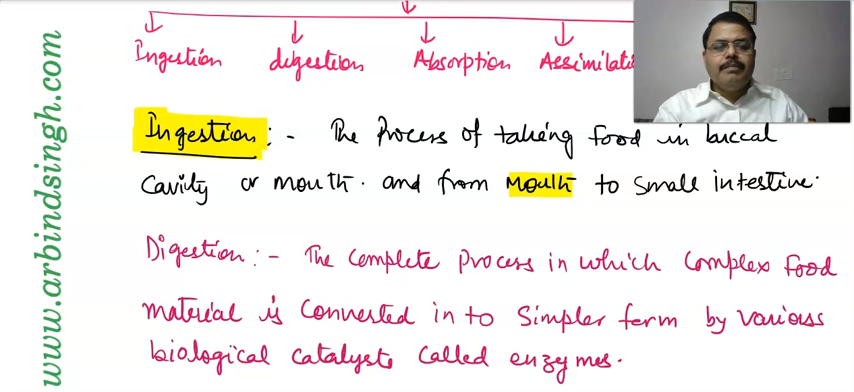 Ingestion digestion Absorption Assimilati
Ingestion :- The Process of taking food in buccal
cavity or mouth. and from mouth to small intestine.
Digestion :- The complete process in which complex food
material is converted in to simpler form by various
biological catalysts called enzymes.
www.arbindsingh.com